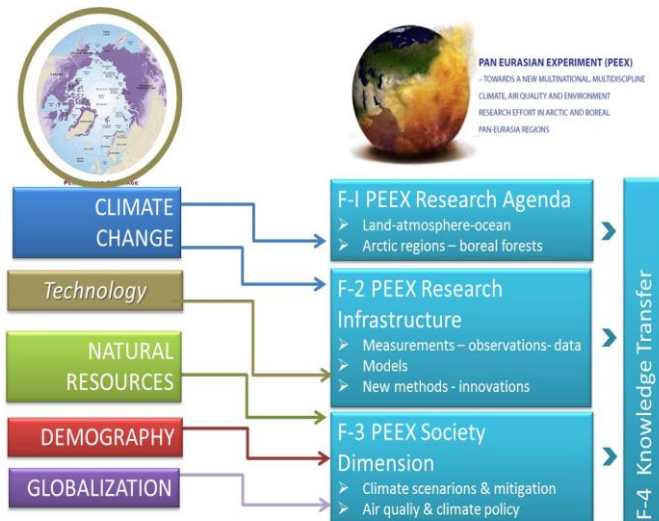 PAN EURASIAN EXPERIMENT (PEEX)
– TOWARDS A NEW MULTINATIONAL, MULTIDISCIPLINE
CLIMATE, AIR QUALITY AND ENVIRONMENT
RESEARCH EFFORT IN ARCTIC AND BOREAL
PAN-EURASIA REGIONS
CLIMATE
CHANGE
Technology
NATURAL
RESOURCES
DEMOGRAPHY
GLOBALIZATION
F-I PEEX Research Agenda
Land-atmosphere-ocean
Arctic regions – boreal forests
F-2 PEEX Research
Infrastructure
Measurements – observations- data
Models
New methods - innovations
F-3 PEEX Society
Dimension
Climate scenarions & mitigation
Air qualiy & climate policy
F-4 Knowledge Transfer